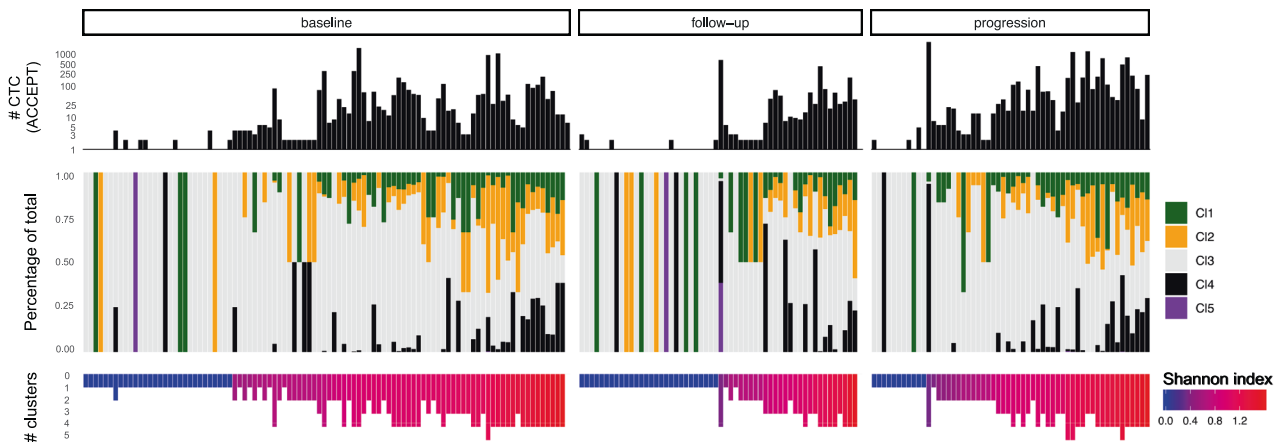 baseline
follow-up
progression
# CTC
(ACCEPT)
1000
500
250
100
25
10
5
3
1
Percentage of total
1.00
0.75
0.50
0.25
0.00
Cl1
Cl2
Cl3
Cl4
Cl5
# clusters
0
1
2
3
4
5
Shannon index
0.0 0.4 0.8 1.2